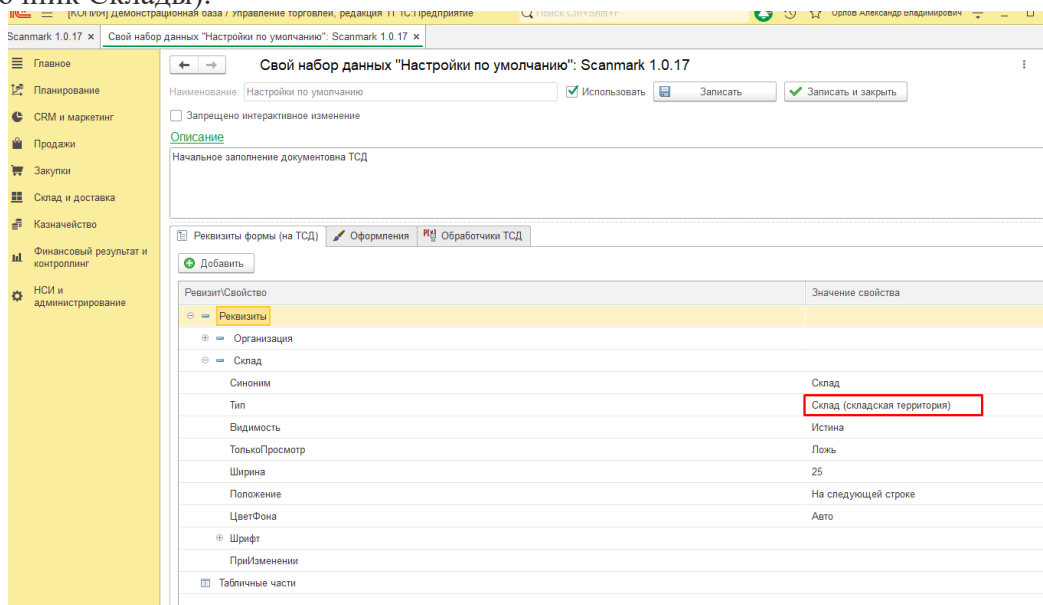 очник Склады).
[КОПИЯ] Демонстрационная база / Управление торговлей, редакция 11 1С:Предприятие Поиск Ctrl+Shift+F Орлов Александр Владимирович
Scanmark 1.0.17 × Свой набор данных "Настройки по умолчанию": Scanmark 1.0.17 ×
Главное
Планирование
CRM и маркетинг
Продажи
Закупки
Склад и доставка
Казначейство
Финансовый результат и
контроллинг
НСИ и
администрирование
Свой набор данных "Настройки по умолчанию": Scanmark 1.0.17
Наименование: Настройки по умолчанию Использовать Записать Записать и закрыть
Запрещено интерактивное изменение
Описание
Начальное заполнение документовна ТСД
Реквизиты формы (на ТСД) Оформления Обработчики ТСД
Добавить
Ревизит\Свойство Значение свойства
Реквизиты
Организация
Склад
Синоним Склад
Тип Склад (складская территория)
Видимость Истина
ТолькоПросмотр Ложь
Ширина 25
Положение На следующей строке
ЦветФона Авто
Шрифт
ПриИзменении
Табличные части